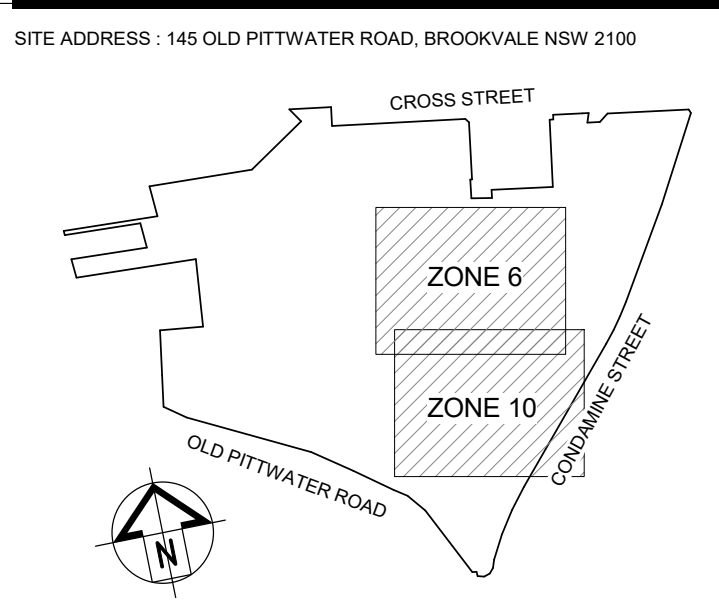 SITE ADDRESS : 145 OLD PITTWATER ROAD, BROOKVALE NSW 2100
CROSS STREET
ZONE 6
CONDAMINE STREET
ZONE 10
OLD PITTWATER ROAD
N